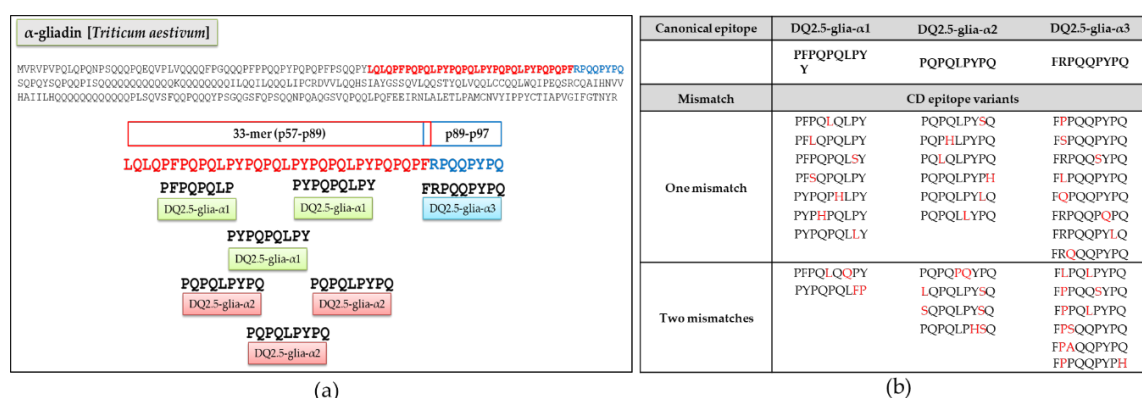 α-gliadin [Triticum aestivum]
MVRVPVPQLQPQNPSQQQPQEQVPLVQQQQFPGQQQPFPPQQPYPQPQPFPSQQPYLQLQPFPQPQLPYPQPQLPYPQPQLPYPQPQPFRPQQPYPQ
SQPQYSQPQQPISQQQQQQQQQQQQQQQILQQILQQQLIPCRDVVLQQHSIAYGSSQVLQQSTYQLVQQLCCQQLWQIPEQSRCQAIHNVV
HAIILHQQQQQQQQQQQPLSQVSFQQPQQQYPSGQGSFQPSQQNPQAQGSVQPQQLPQFEEIRNLALETLPAMCNVYIPPYCTIAPVGIFGTNYR
33-mer (p57-p89) p89-p97
LQLQPFPQPQLPYPQPQLPYPQPQLPYPQPQPFRPQQPYPQ
PFPQPQLP PYPQPQLPY FRPQQPYPQ
DQ2.5-glia-α1 DQ2.5-glia-α1 DQ2.5-glia-α3
PYPQPQLPY
DQ2.5-glia-α1
PQPQLPYPQ PQPQLPYPQ
DQ2.5-glia-α2 DQ2.5-glia-α2
PQPQLPYPQ
DQ2.5-glia-α2
(a)
Canonical epitope DQ2.5-glia-α1 DQ2.5-glia-α2 DQ2.5-glia-α3
PFPQPQLPY PQPQLPYPQ FRPQQPYPQ
Y
Mismatch CD epitope variants
One mismatch
PFPQLQLPY PQPQLPYSQ FPPQQPYPQ
PFLQPQLPY PQPHLPYPQ FSPQQPYPQ
PFPQPQLSY PQLQLPYPQ FRPQQSYPQ
PFSQPQLPY PQPQLPYPH FLPQQPYPQ
PYPQPHLPY PQPQLPYLQ FQPQQPYPQ
PYPHPQLPY PQPQLLYPQ FRPQQPQPQ
PYPQPQLLY FRPQQPYLQ
FRQQQPYPQ
Two mismatches
PFPQLQQPY PQPQPQYPQ FLPQLPYPQ
PYPQPQLFP LQPQLPYSQ FPPQQSYPQ
SQPQLPYSQ FPPQLPYPQ
PQPQLPHSQ FPSQQPYPQ
FPAQQPYPQ
FPPQQPYPH
(b)